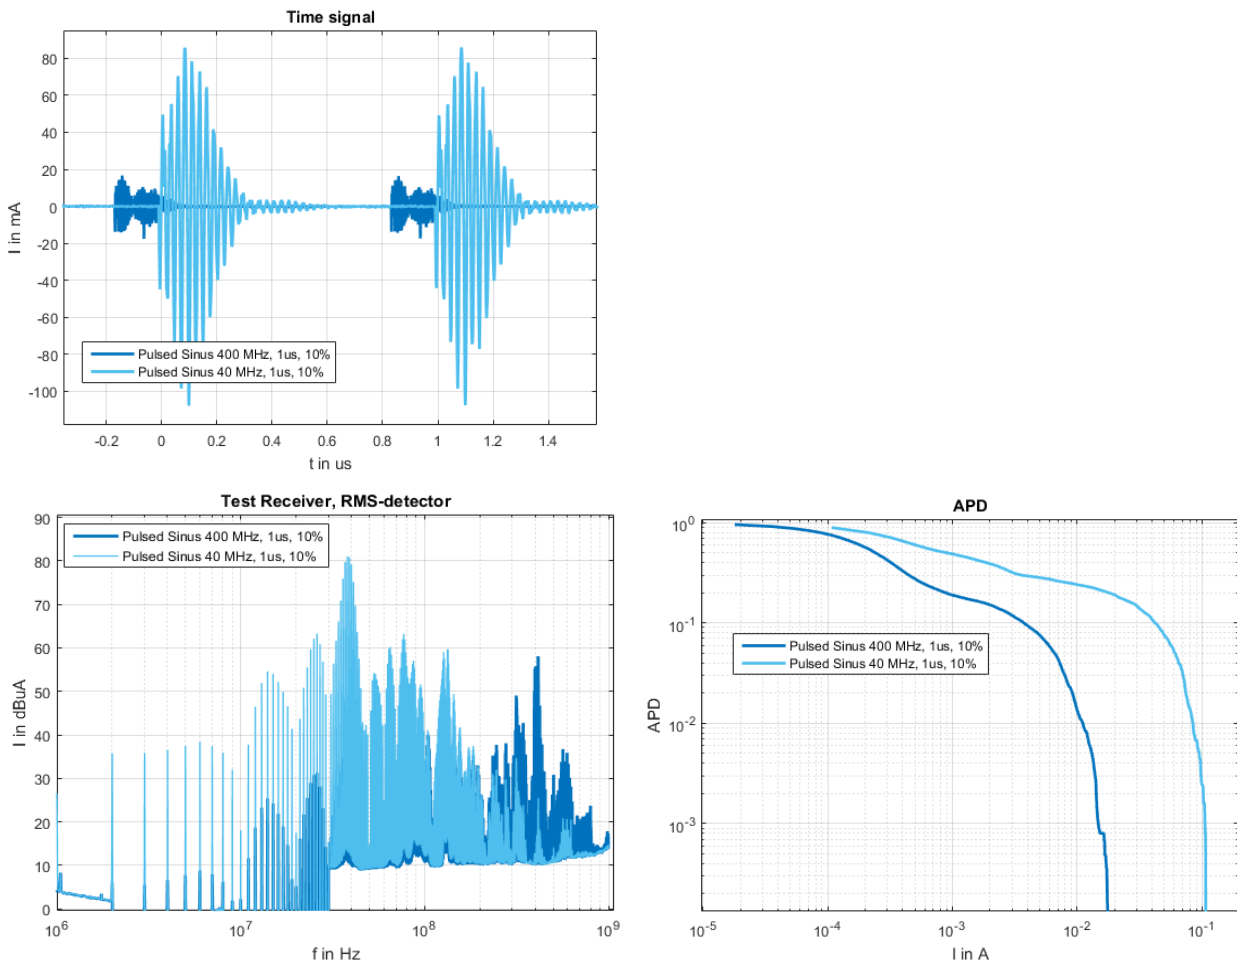 Time signal
80
60
40
20
0
-20
-40
-60
-80
-100
I in mA
Pulsed Sinus 400 MHz, 1us, 10%
Pulsed Sinus 40 MHz, 1us, 10%
-0.2 0 0.2 0.4 0.6 0.8 1 1.2 1.4
t in us
Test Receiver, RMS-detector
90
80
70
60
50
40
30
20
10
0
I in dBuA
Pulsed Sinus 400 MHz, 1us, 10%
Pulsed Sinus 40 MHz, 1us, 10%
10^6 10^7 10^8 10^9
f in Hz
APD
10^0
10^-1
10^-2
10^-3
APD
Pulsed Sinus 400 MHz, 1us, 10%
Pulsed Sinus 40 MHz, 1us, 10%
10^-5 10^-4 10^-3 10^-2 10^-1
I in A